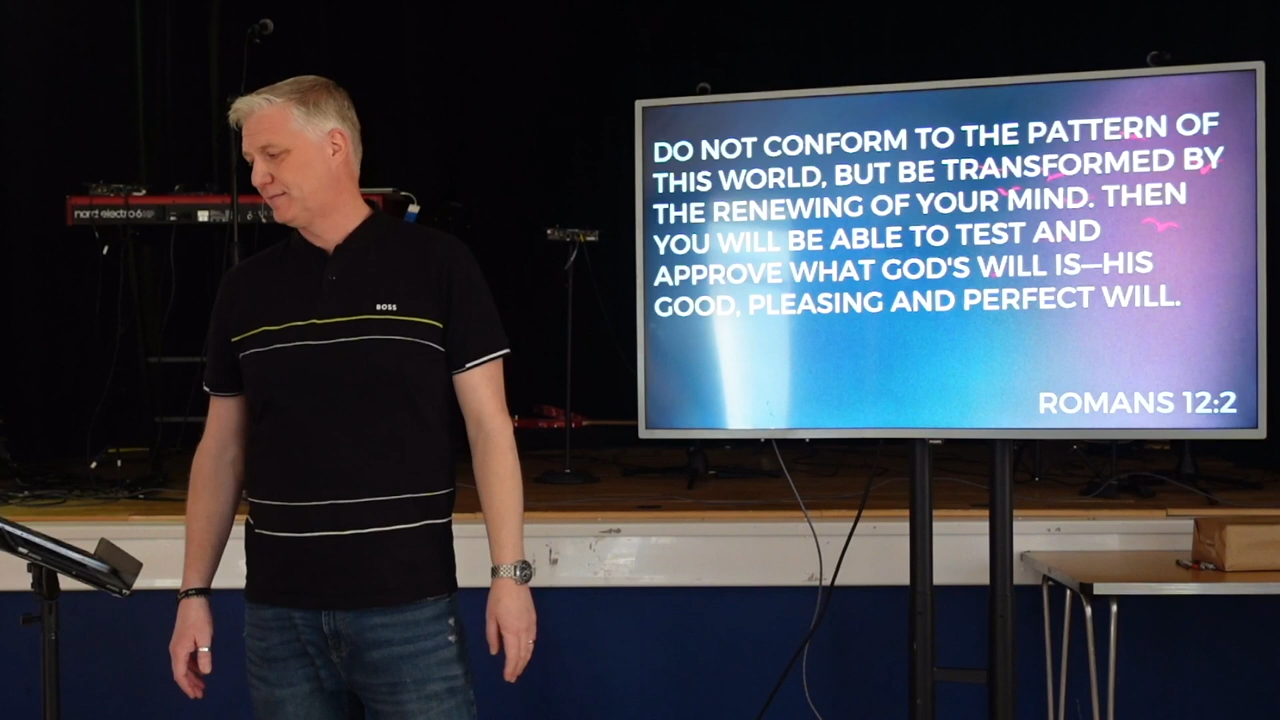 nord electro 6
BOSS
DO NOT CONFORM TO THE PATTERN OF
THIS WORLD, BUT BE TRANSFORMED BY
THE RENEWING OF YOUR MIND. THEN
YOU WILL BE ABLE TO TEST AND
APPROVE WHAT GOD'S WILL IS—HIS
GOOD, PLEASING AND PERFECT WILL.
ROMANS 12:2